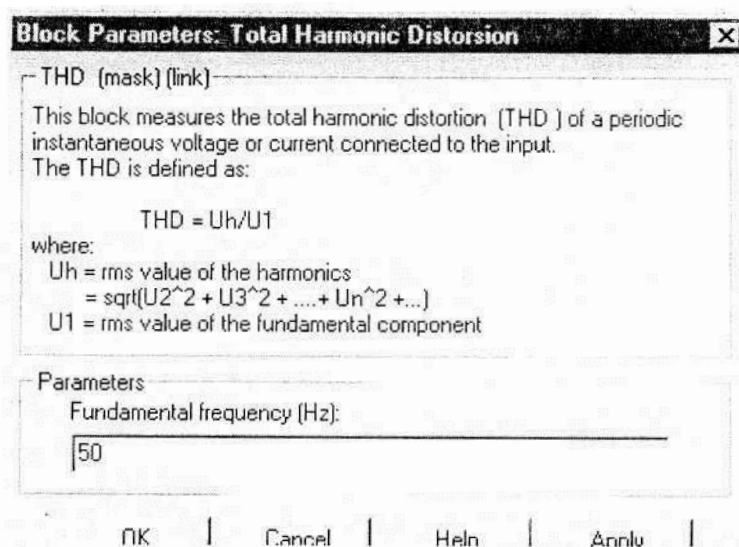 Block Parameters: Total Harmonic Distorsion
THD (mask) (link)
This block measures the total harmonic distortion (THD ) of a periodic
instantaneous voltage or current connected to the input.
The THD is defined as:
THD = Uh/U1
where:
Uh = rms value of the harmonics
= sqrt(U2^2 + U3^2 + ....+ Un^2 +...)
U1 = rms value of the fundamental component
Parameters
Fundamental frequency (Hz):
50
OK Cancel Help Apply